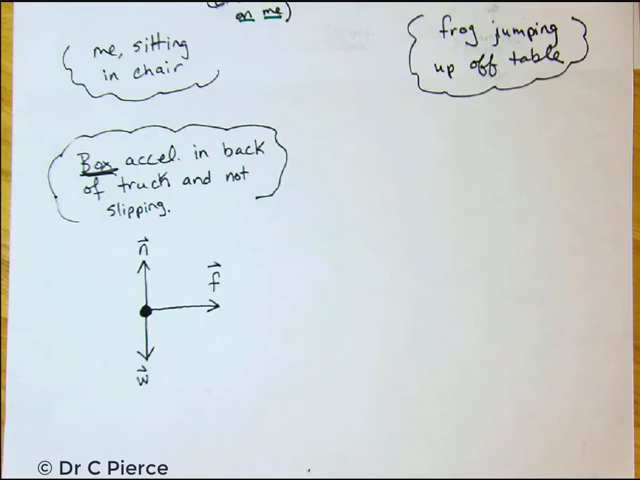 on me)
me, sitting
in chair
frog jumping
up off table
Box accel. in back
of truck and not
slipping.
n
f
w
© Dr C Pierce